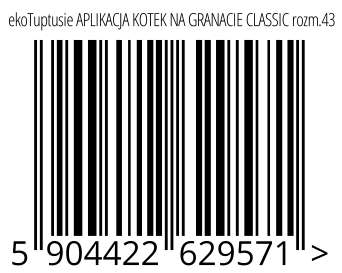 ekoTuptusie APLIKACJA KOTEK NA GRANACIE CLASSIC rozm.43
5 904422 629571 >